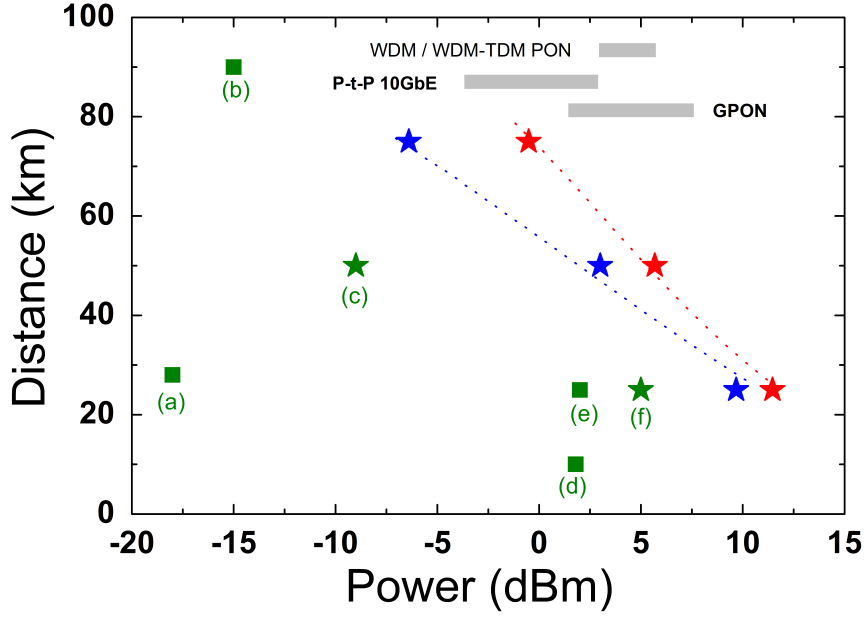 WDM / WDM-TDM PON
P-t-P 10GbE
GPON
(b)
(c)
(a)
(e)
(f)
(d)
100
80
60
40
20
0
-20
-15
-10
-5
0
5
10
15
Distance (km)
Power (dBm)